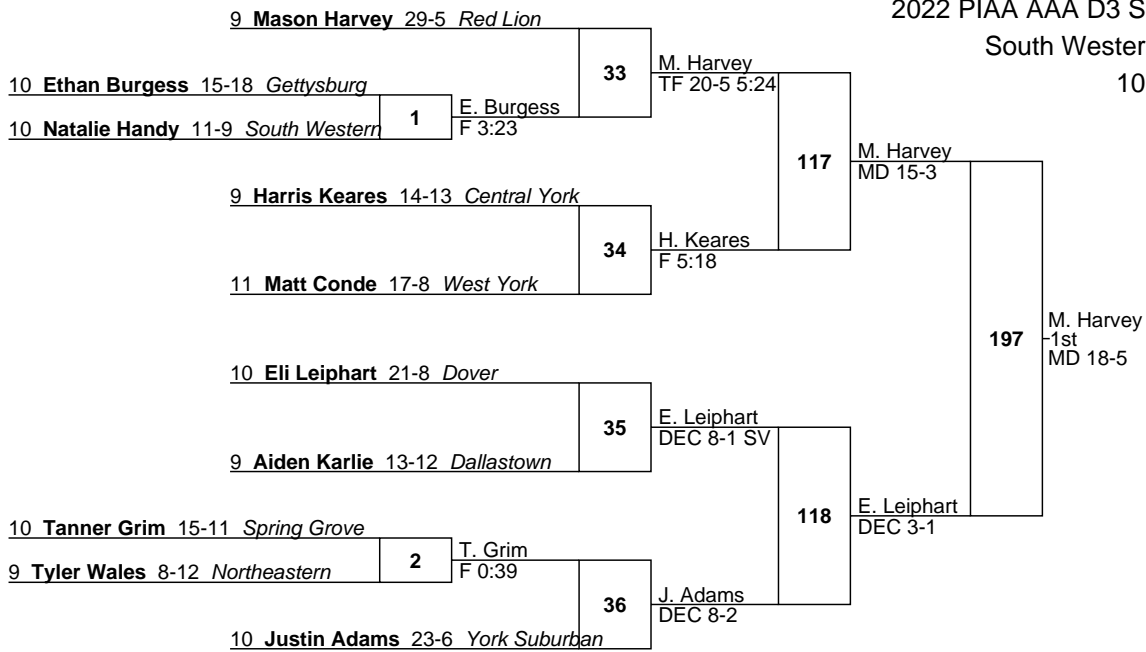 2022 PIAA AAA D3 S
South Wester
10
9 Mason Harvey 29-5 Red Lion
33
M. Harvey
TF 20-5 5:24
10 Ethan Burgess 15-18 Gettysburg
1
E. Burgess
F 3:23
10 Natalie Handy 11-9 South Western
117
M. Harvey
MD 15-3
9 Harris Keares 14-13 Central York
34
H. Keares
F 5:18
11 Matt Conde 17-8 West York
197
M. Harvey
1st
MD 18-5
10 Eli Leiphart 21-8 Dover
35
E. Leiphart
DEC 8-1 SV
9 Aiden Karlie 13-12 Dallastown
118
E. Leiphart
DEC 3-1
10 Tanner Grim 15-11 Spring Grove
2
T. Grim
F 0:39
9 Tyler Wales 8-12 Northeastern
36
J. Adams
DEC 8-2
10 Justin Adams 23-6 York Suburban